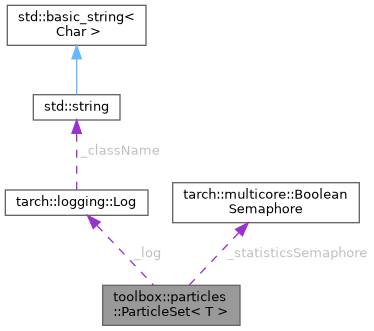 std::basic_string<
Char >
std::string
_className
tarch::logging::Log
tarch::multicore::Boolean
Semaphore
_log
_statisticsSemaphore
toolbox::particles
::ParticleSet< T >